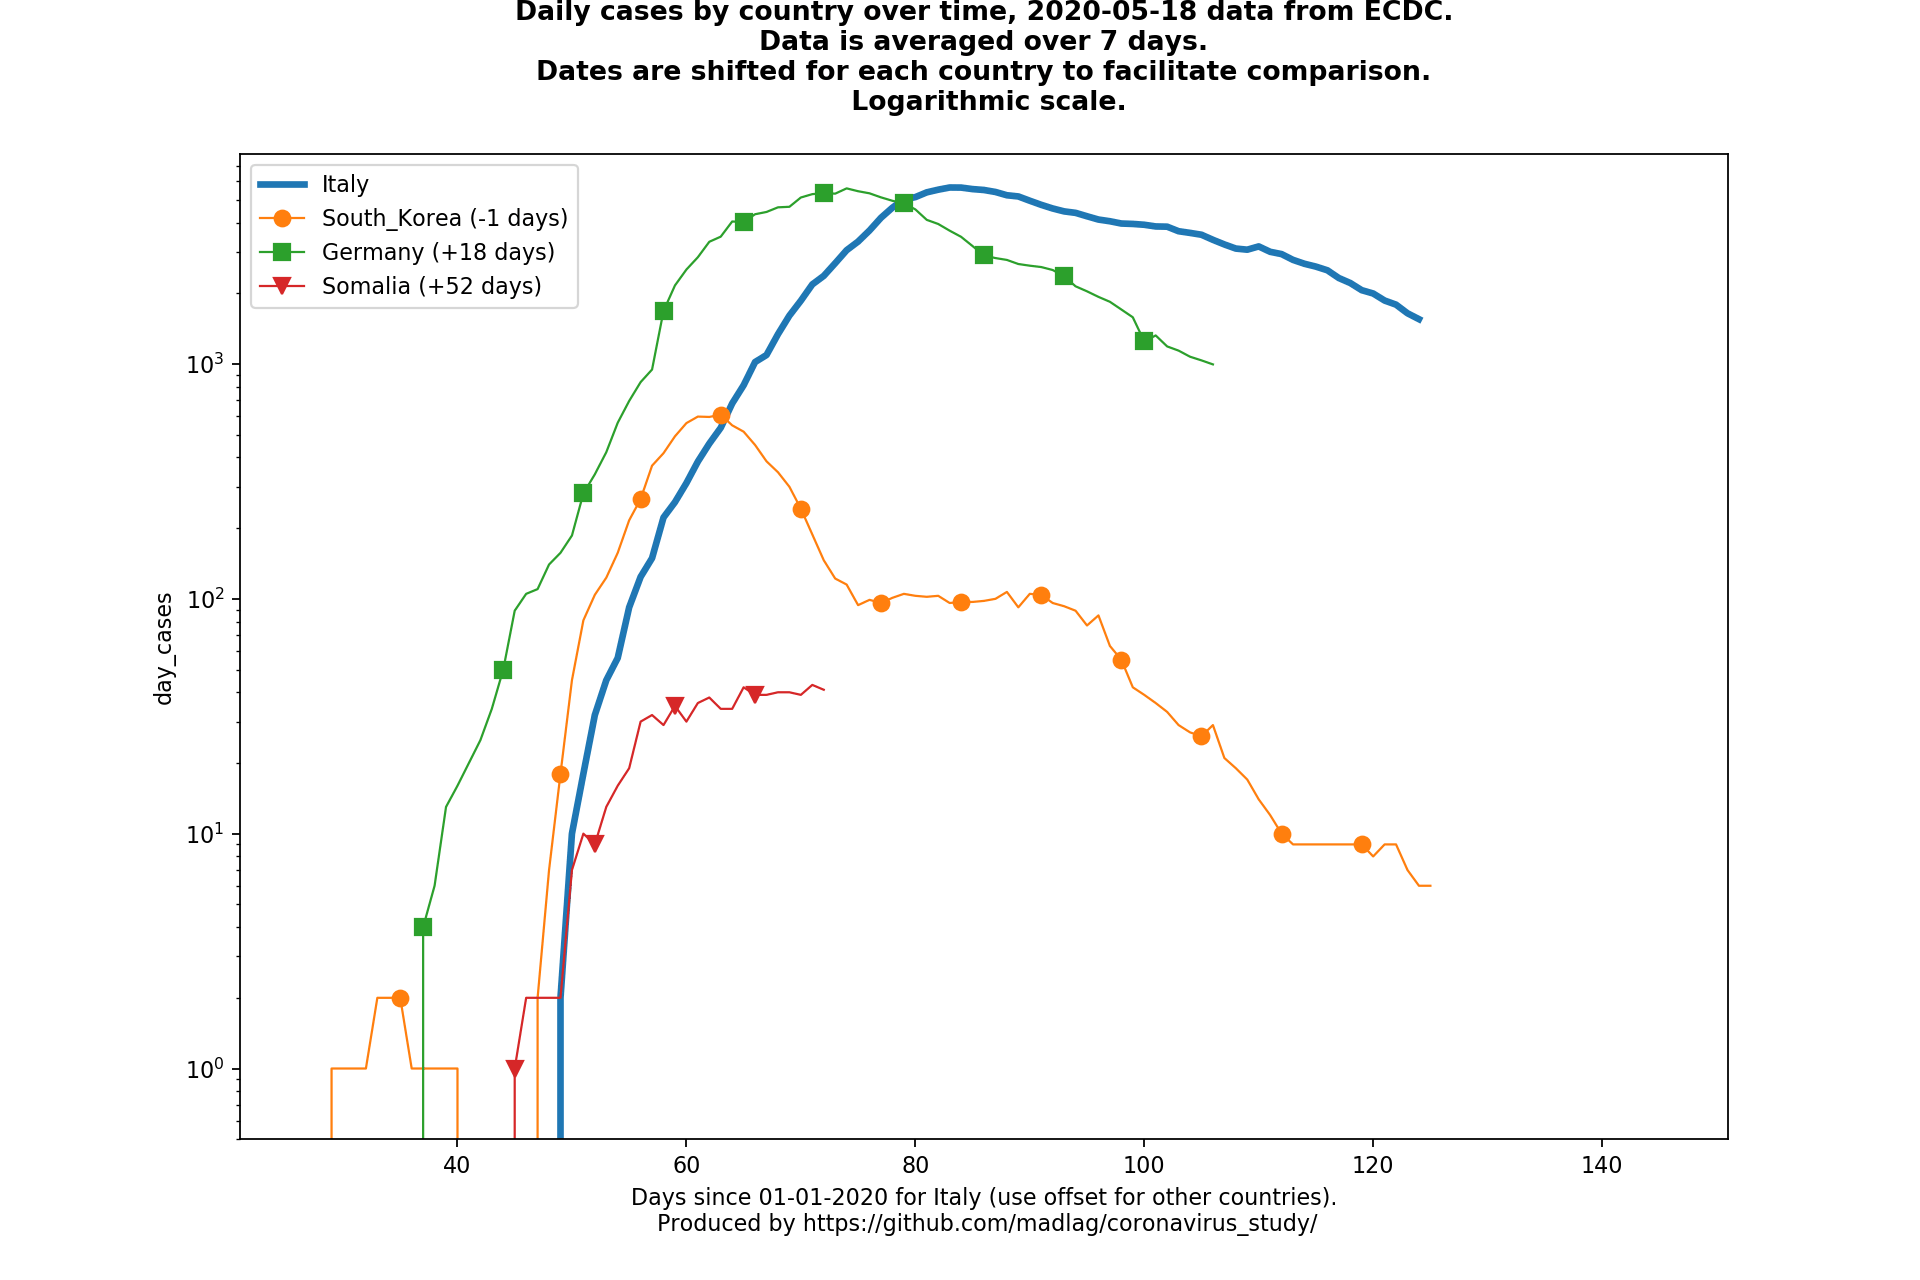 Daily cases by country over time, 2020-05-18 data from ECDC.
Data is averaged over 7 days.
Dates are shifted for each country to facilitate comparison.
Logarithmic scale.
Italy
South_Korea (-1 days)
Germany (+18 days)
Somalia (+52 days)
day_cases
10³
10²
10¹
10⁰
40 60 80 100 120 140
Days since 01-01-2020 for Italy (use offset for other countries).
Produced by https://github.com/madlag/coronavirus_study/